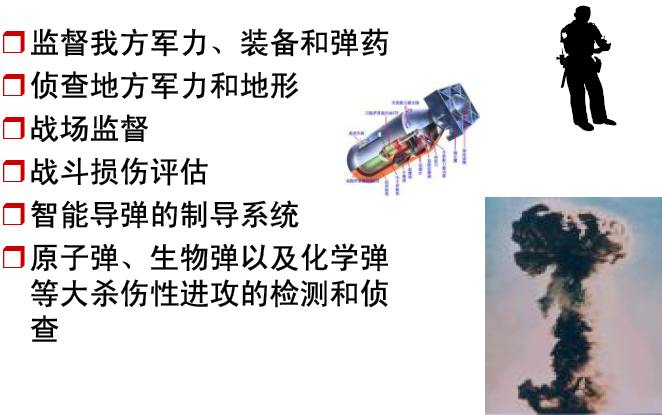 监督我方军力、装备和弹药
侦查地方军力和地形
战场监督
战斗损伤评估
智能导弹的制导系统
原子弹、生物弹以及化学弹
等大杀伤性进攻的检测和侦
查